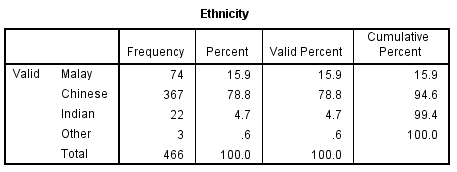 Ethnicity
Frequency Percent Valid Percent Cumulative Percent
Valid Malay 74 15.9 15.9 15.9
Chinese 367 78.8 78.8 94.6
Indian 22 4.7 4.7 99.4
Other 3 .6 .6 100.0
Total 466 100.0 100.0